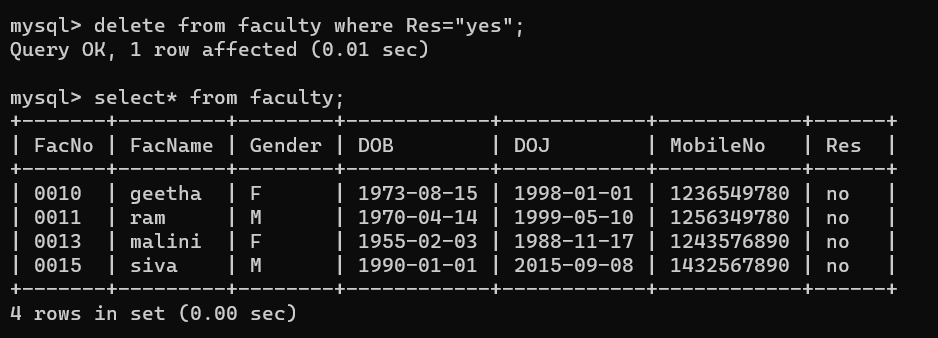 mysql> delete from faculty where Res="yes";
Query OK, 1 row affected (0.01 sec)

mysql> select* from faculty;
+-------+---------+--------+------------+------------+------------+------+
| FacNo | FacName | Gender | DOB        | DOJ        | MobileNo   | Res  |
+-------+---------+--------+------------+------------+------------+------+
| 0010  | geetha  | F      | 1973-08-15 | 1998-01-01 | 1236549780 | no   |
| 0011  | ram     | M      | 1970-04-14 | 1999-05-10 | 1256349780 | no   |
| 0013  | malini  | F      | 1955-02-03 | 1988-11-17 | 1243576890 | no   |
| 0015  | siva    | M      | 1990-01-01 | 2015-09-08 | 1432567890 | no   |
+-------+---------+--------+------------+------------+------------+------+
4 rows in set (0.00 sec)